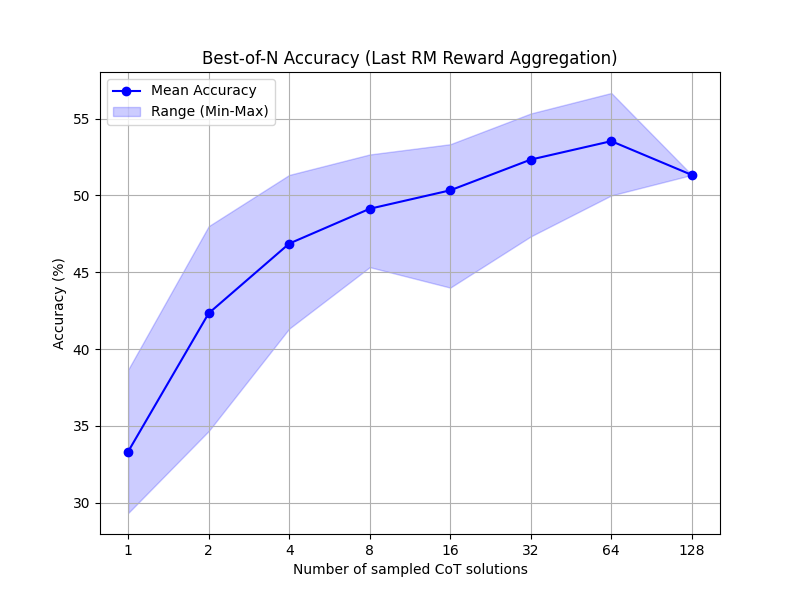 Best-of-N Accuracy (Last RM Reward Aggregation)
Mean Accuracy
Range (Min-Max)
Accuracy (%)
55
50
45
40
35
30
1 2 4 8 16 32 64 128
Number of sampled CoT solutions